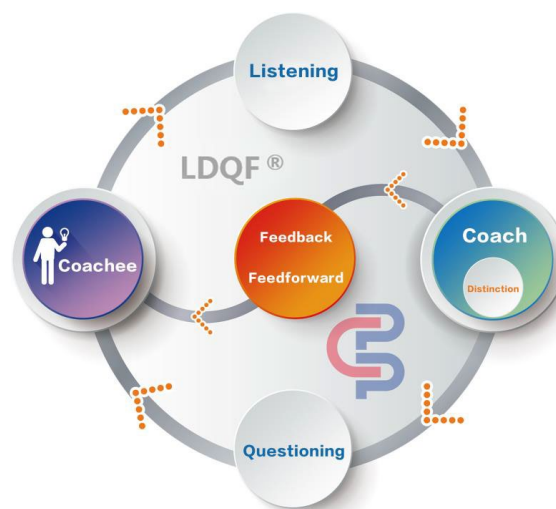 Listening
LDQF ®
Coachee
Feedback
Feedforward
Coach
Distinction
Questioning